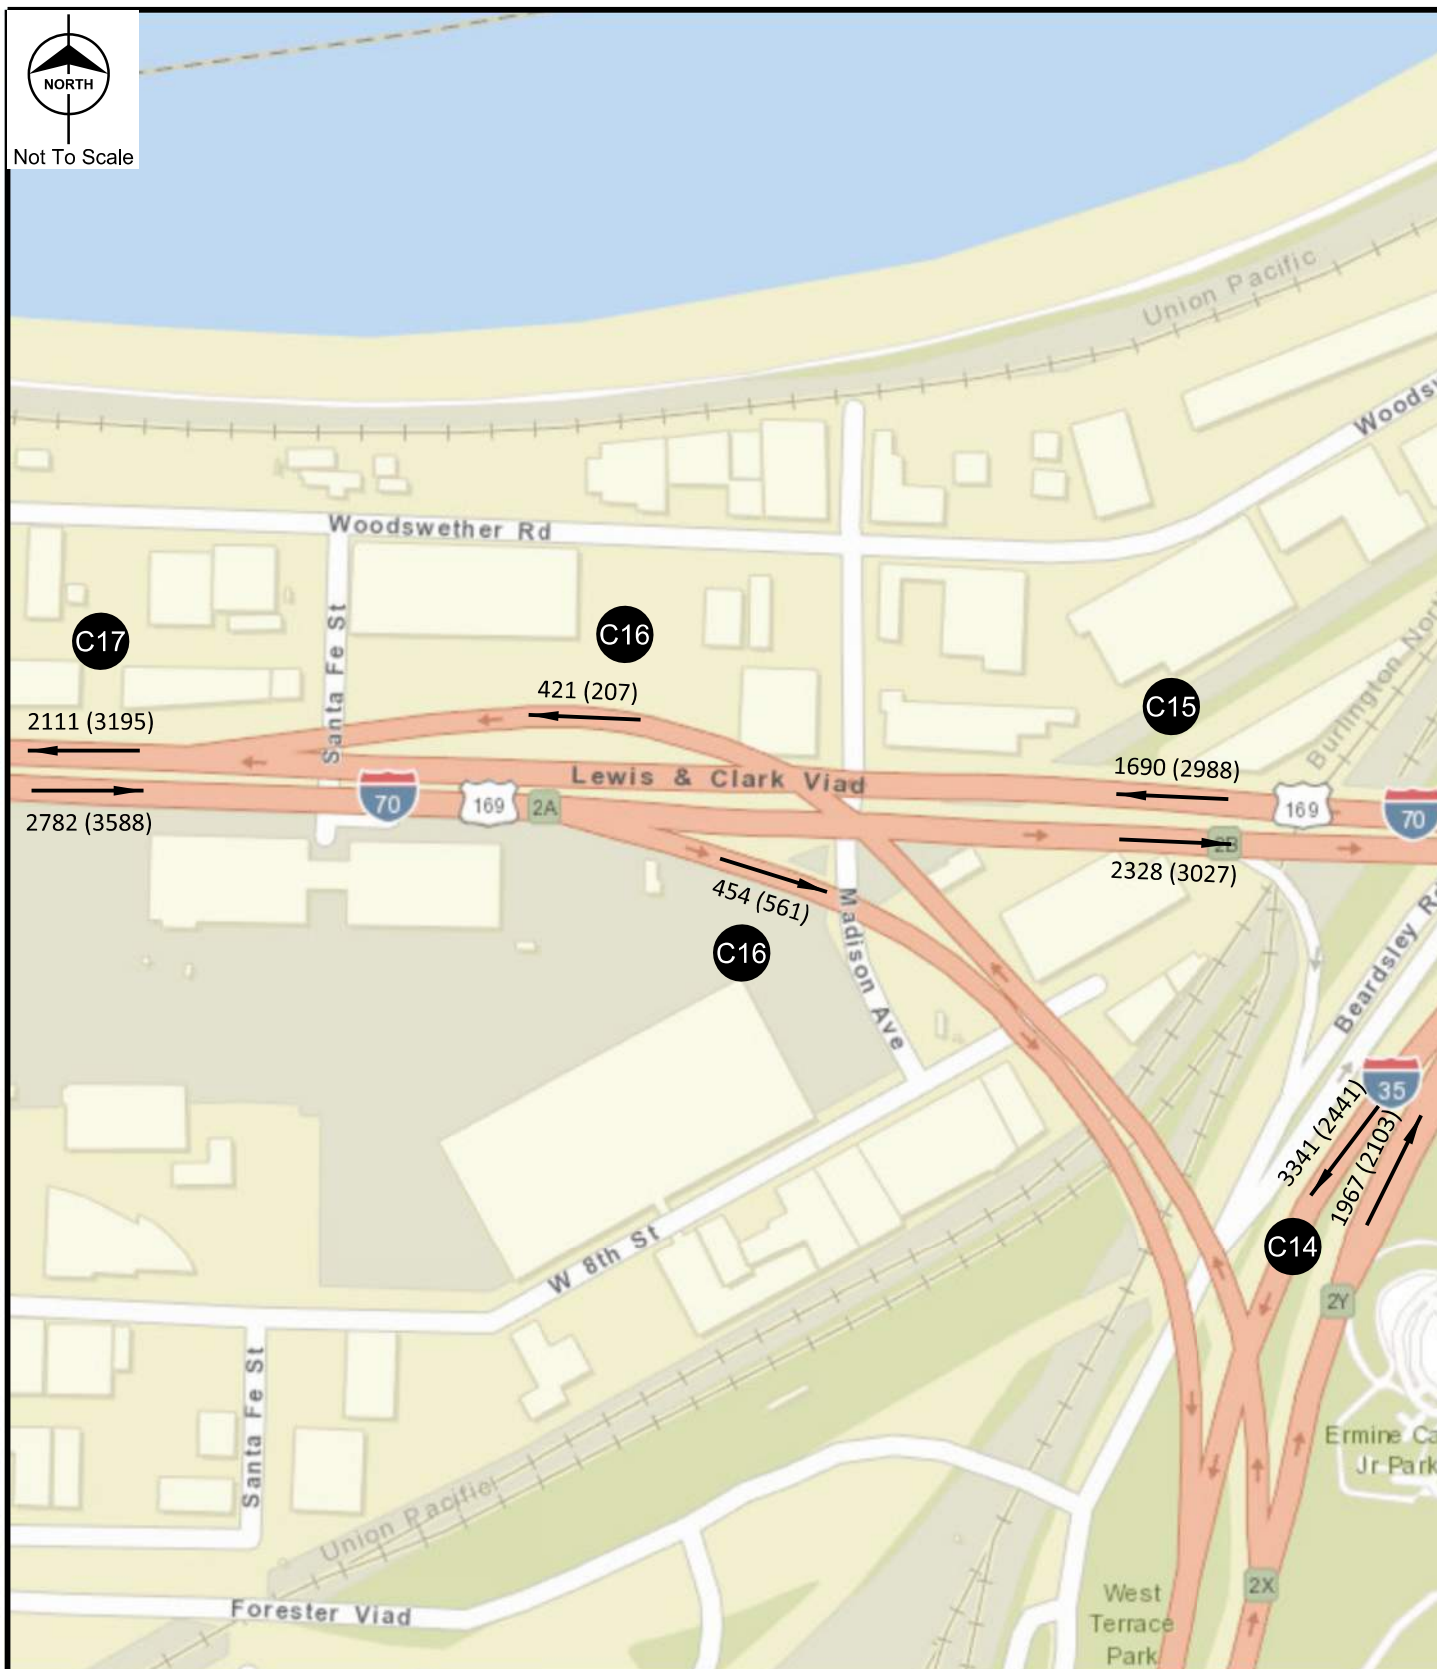 NORTH
Not To Scale
Union Pacific
Woodsw
Woodswether Rd
Santa Fe St
C17
C16
C15
421 (207)
2111 (3195)
1690 (2988)
Burlington Nort
Lewis & Clark Viad
70
169
2A
169
70
2782 (3588)
2B
2328 (3027)
454 (561)
C16
Madison Ave
Beardsley R
35
3341 (2441)
1967 (2103)
C14
W 8th St
2Y
Santa Fe St
Ermine Ca
Jr Park
Union Pacific
2X
Forester Viad
West
Terrace
Park